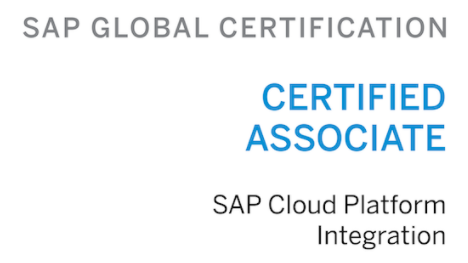 SAP GLOBAL CERTIFICATION
CERTIFIED
ASSOCIATE
SAP Cloud Platform
Integration